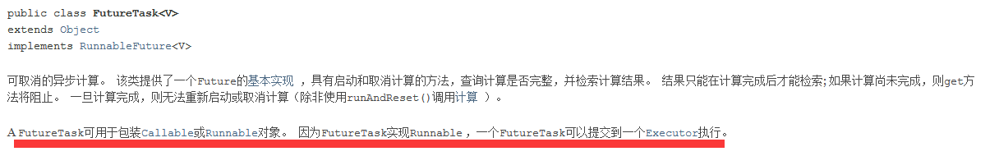 public class FutureTask<V>
extends Object
implements RunnableFuture<V>
可取消的异步计算。 该类提供了一个Future的基本实现 ，具有启动和取消计算的方法，查询计算是否完整，并检索计算结果。 结果只能在计算完成后才能检索;如果计算尚未完成，则get方
法将阻止。 一旦计算完成，则无法重新启动或取消计算（除非使用runAndReset()调用计算 ）。
A FutureTask可用于包装Callable或Runnable对象。 因为FutureTask实现Runnable ，一个FutureTask可以提交到一个Executor执行。